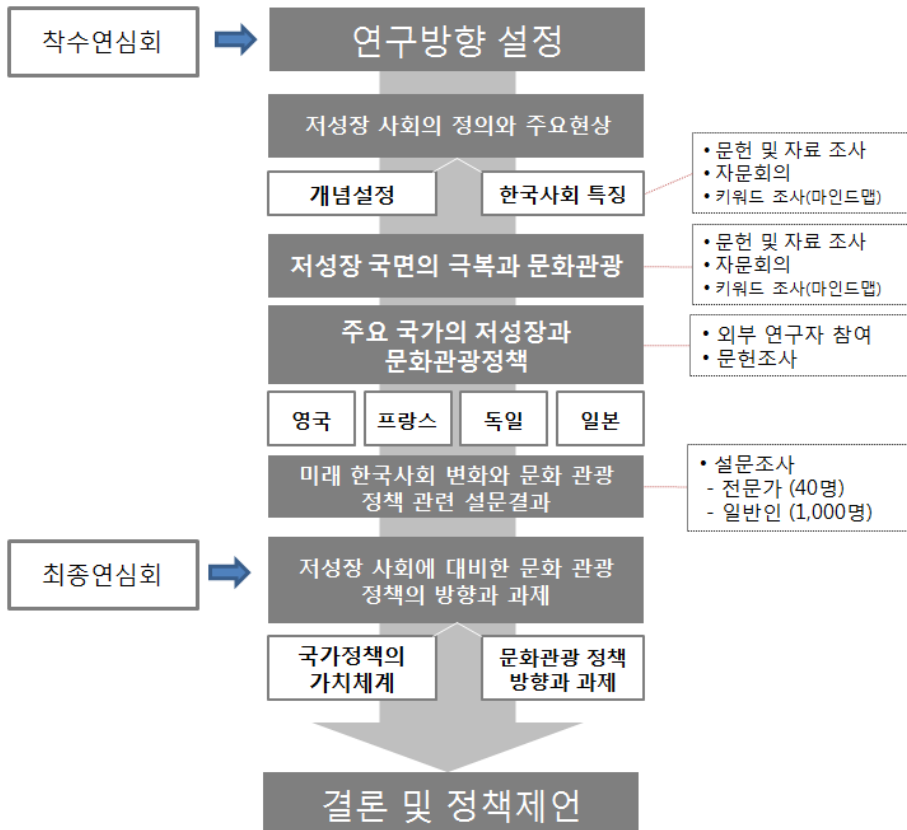 착수연심회
연구방향 설정
저성장 사회의 정의와 주요현상
개념설정
한국사회 특징
• 문헌 및 자료 조사
• 자문회의
• 키워드 조사(마인드맵)
저성장 국면의 극복과 문화관광
• 문헌 및 자료 조사
• 자문회의
• 키워드 조사(마인드맵)
주요 국가의 저성장과
문화관광정책
• 외부 연구자 참여
• 문헌조사
영국
프랑스
독일
일본
미래 한국사회 변화와 문화 관광
정책 관련 설문결과
• 설문조사
- 전문가 (40명)
- 일반인 (1,000명)
최종연심회
저성장 사회에 대비한 문화 관광
정책의 방향과 과제
국가정책의
가치체계
문화관광 정책
방향과 과제
결론 및 정책제언